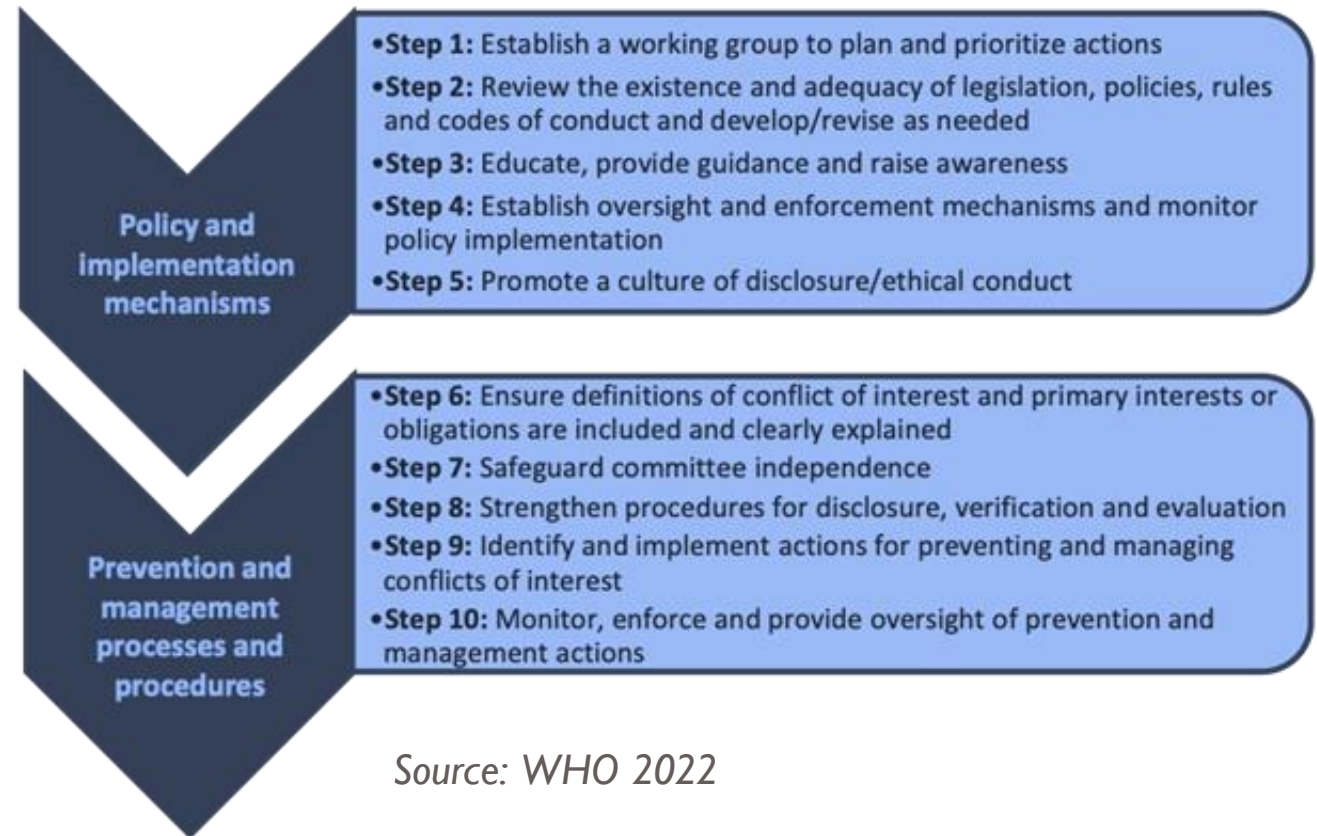 Policy and
implementation
mechanisms
•Step 1: Establish a working group to plan and prioritize actions
•Step 2: Review the existence and adequacy of legislation, policies, rules
and codes of conduct and develop/revise as needed
•Step 3: Educate, provide guidance and raise awareness
•Step 4: Establish oversight and enforcement mechanisms and monitor
policy implementation
•Step 5: Promote a culture of disclosure/ethical conduct
Prevention and
management
processes and
procedures
•Step 6: Ensure definitions of conflict of interest and primary interests or
obligations are included and clearly explained
•Step 7: Safeguard committee independence
•Step 8: Strengthen procedures for disclosure, verification and evaluation
•Step 9: Identify and implement actions for preventing and managing
conflicts of interest
•Step 10: Monitor, enforce and provide oversight of prevention and
management actions
Source: WHO 2022